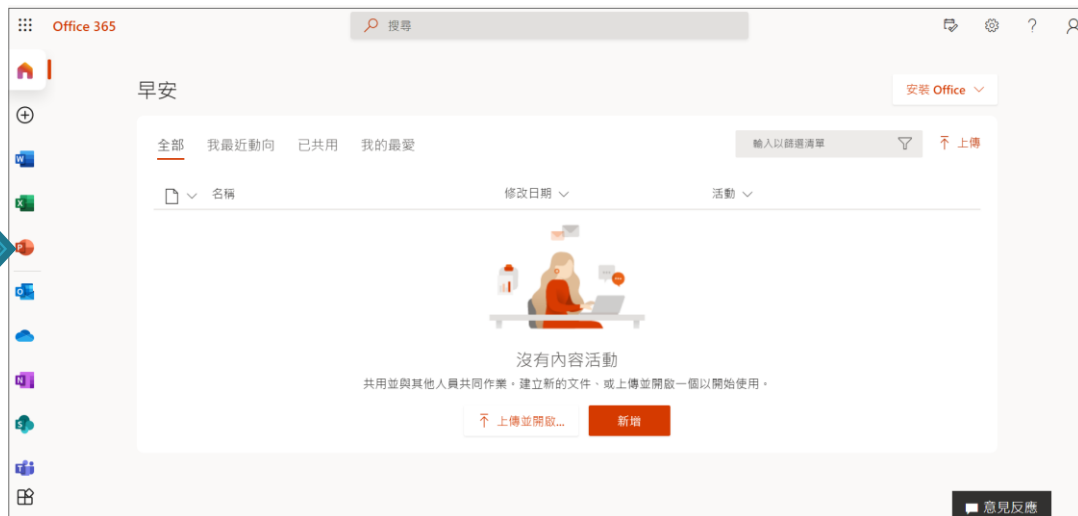 Office 365
搜尋
早安
安裝 Office
全部 我最近動向 已共用 我的最愛
輸入以篩選清單
上傳
名稱 修改日期 活動
沒有內容活動
共用並與其他人員共同作業。建立新的文件、或上傳並開啟一個以開始使用。
上傳並開啟... 新增
意見反應